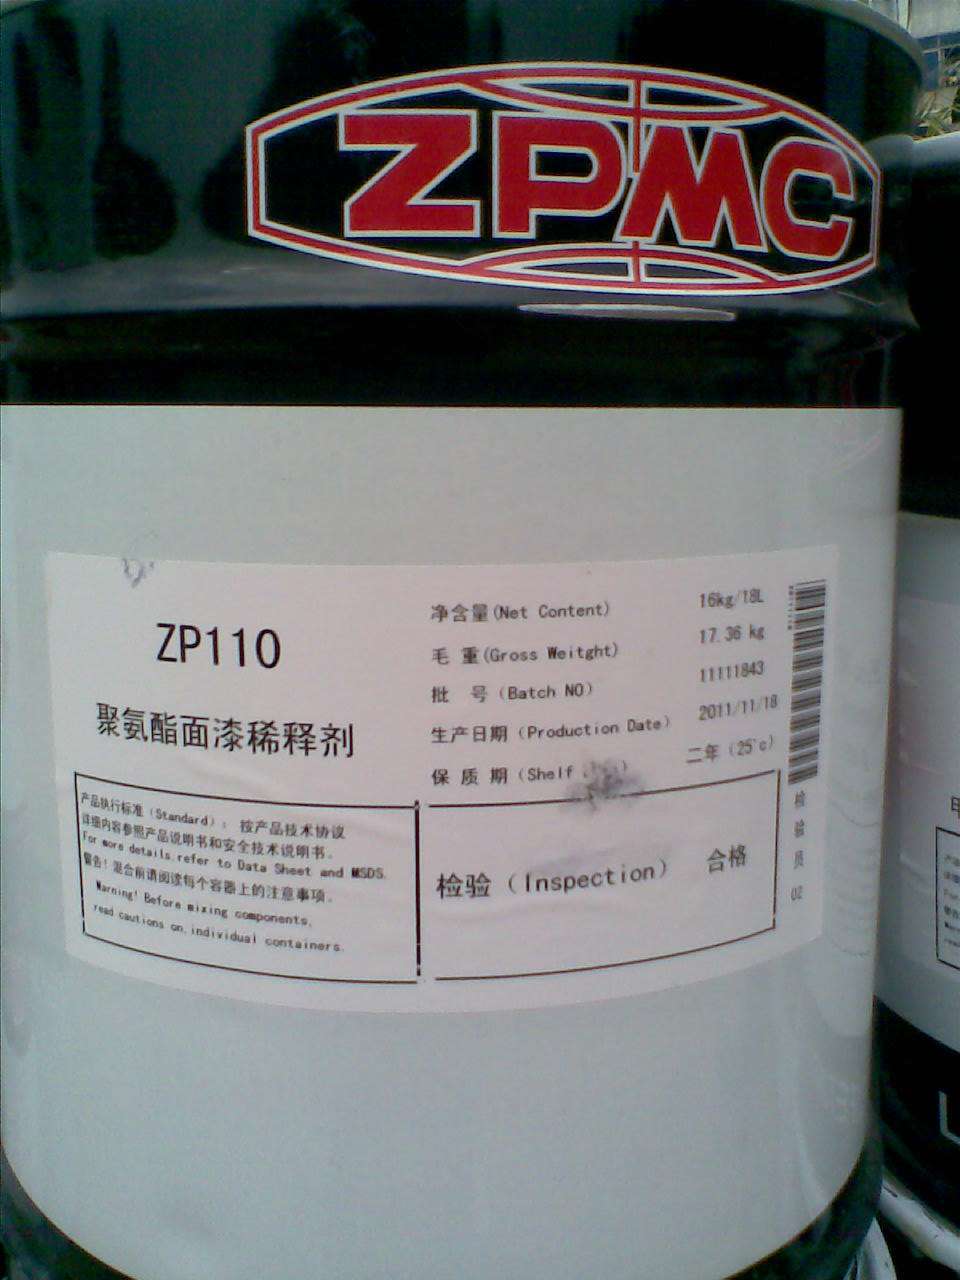 ZPMC
ZP110
聚氨酯面漆稀释剂
净含量(Net Content) 16kg/18L
毛 重(Gross Weitght) 17.36 kg
批 号(Batch NO) 11111843
生产日期(Production Date) 2011/11/18
保 质 期(Shelf 二年(25℃)
产品执行标准(Standard): 按产品技术协议
详细内容参照产品说明书和安全技术说明书。
For more details refer to Data Sheet and MSDS.
警告!混合前请阅读每个容器上的注意事项。
Warning! Before mixing components,
read cautions on individual containers.
检验(Inspection) 合格
检验员 02